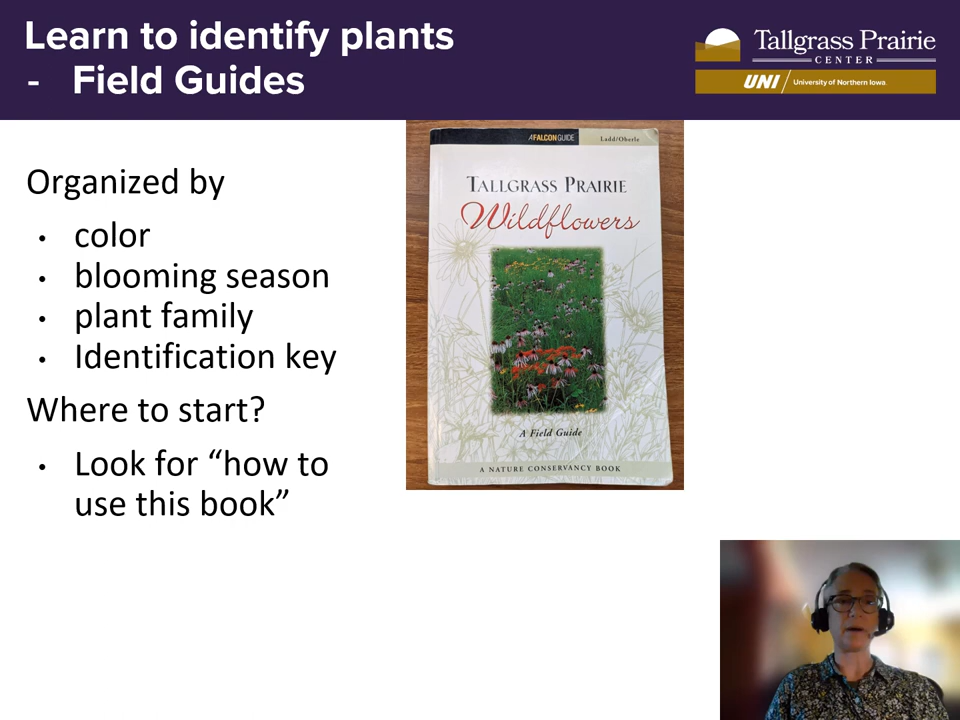 Learn to identify plants
- Field Guides
Tallgrass Prairie
CENTER
UNI University of Northern Iowa
Organized by
• color
• blooming season
• plant family
• Identification key
Where to start?
• Look for “how to
use this book”
A FALCON GUIDE
Ladd/Oberle
TALLGRASS PRAIRIE
Wildflowers
A Field Guide
A NATURE CONSERVANCY BOOK